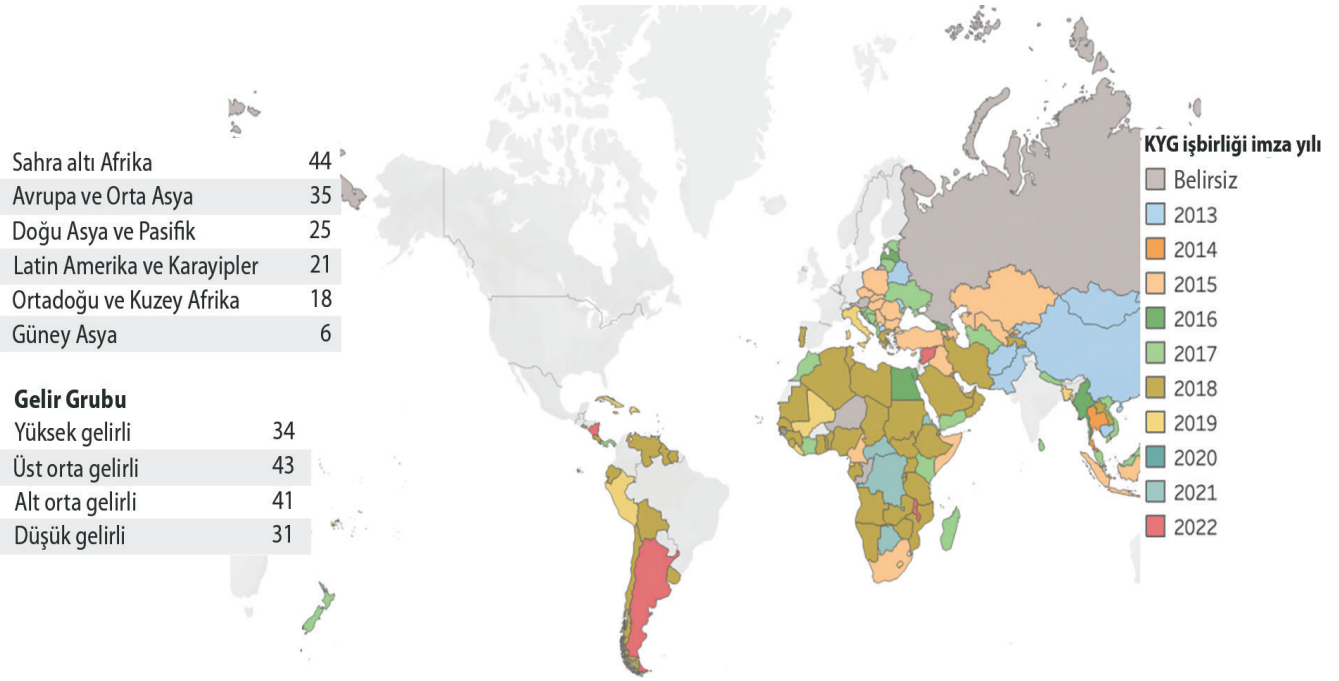 Sahra altı Afrika 44
Avrupa ve Orta Asya 35
Doğu Asya ve Pasifik 25
Latin Amerika ve Karayipler 21
Ortadoğu ve Kuzey Afrika 18
Güney Asya 6
Gelir Grubu
Yüksek gelirli 34
Üst orta gelirli 43
Alt orta gelirli 41
Düşük gelirli 31
KYG işbirliği imza yılı
Belirsiz
2013
2014
2015
2016
2017
2018
2019
2020
2021
2022